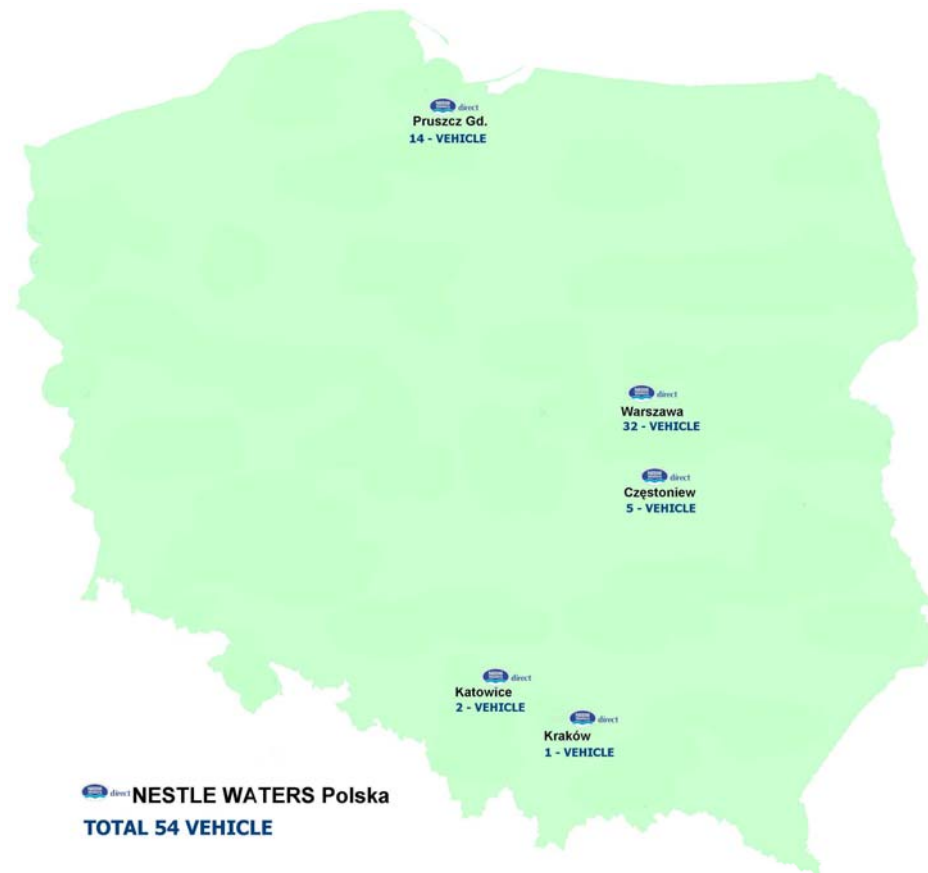 direct
Pruszcz Gd.
14 - VEHICLE
direct
Warszawa
32 - VEHICLE
direct
Częstoniew
5 - VEHICLE
direct
Katowice
2 - VEHICLE
direct
Kraków
1 - VEHICLE
direct NESTLE WATERS Polska
TOTAL 54 VEHICLE